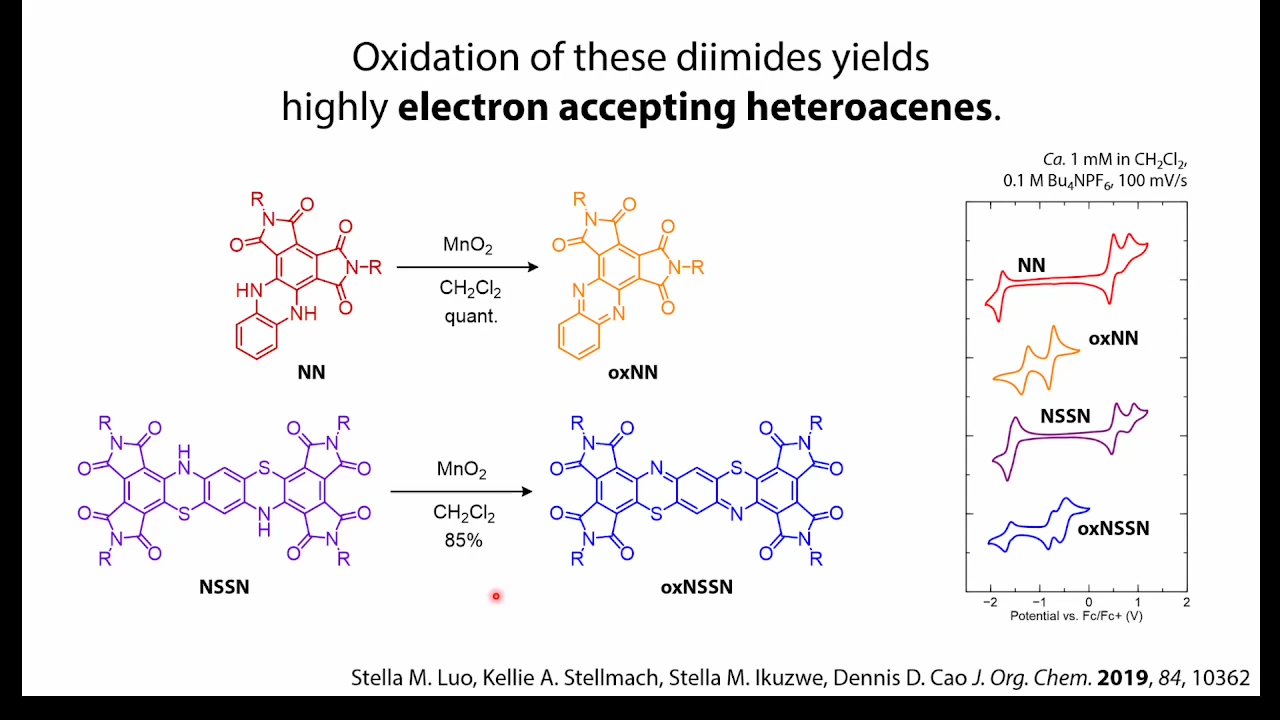 Oxidation of these diimides yields
highly electron accepting heteroacenes.
Ca. 1 mM in CH₂Cl₂,
0.1 M Bu₄NPF₆, 100 mV/s
R
N
O
O
O
N–R
O
HN
NH
NN
MnO₂
CH₂Cl₂
quant.
R
N
O
O
O
N–R
O
N
N
oxNN
NN
oxNN
NSSN
oxNSSN
−2 −1 0 1 2
Potential vs. Fc/Fc+ (V)
R
N
O
O
H
N
S
O
R
N
O
O
O
N
R
O
S
N
H
O
O
N
R
NSSN
MnO₂
CH₂Cl₂
85%
R
N
O
O
N
S
O
R
N
O
O
O
N
R
O
S
N
O
O
N
R
oxNSSN
Stella M. Luo, Kellie A. Stellmach, Stella M. Ikuzwe, Dennis D. Cao J. Org. Chem. 2019, 84, 10362